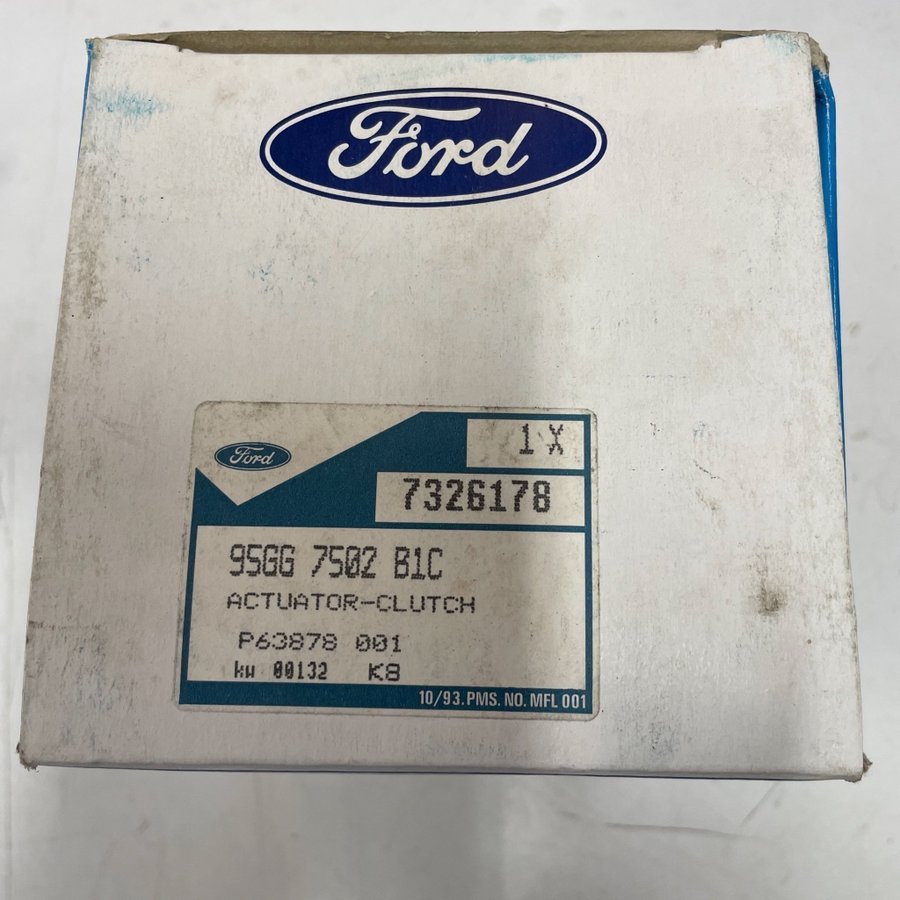 Ford
Ford
1 X
7326178
95GG 7502 B1C
ACTUATOR-CLUTCH
P63878 001
kw 00132 K8
10/93.PMS. NO. MFL 001